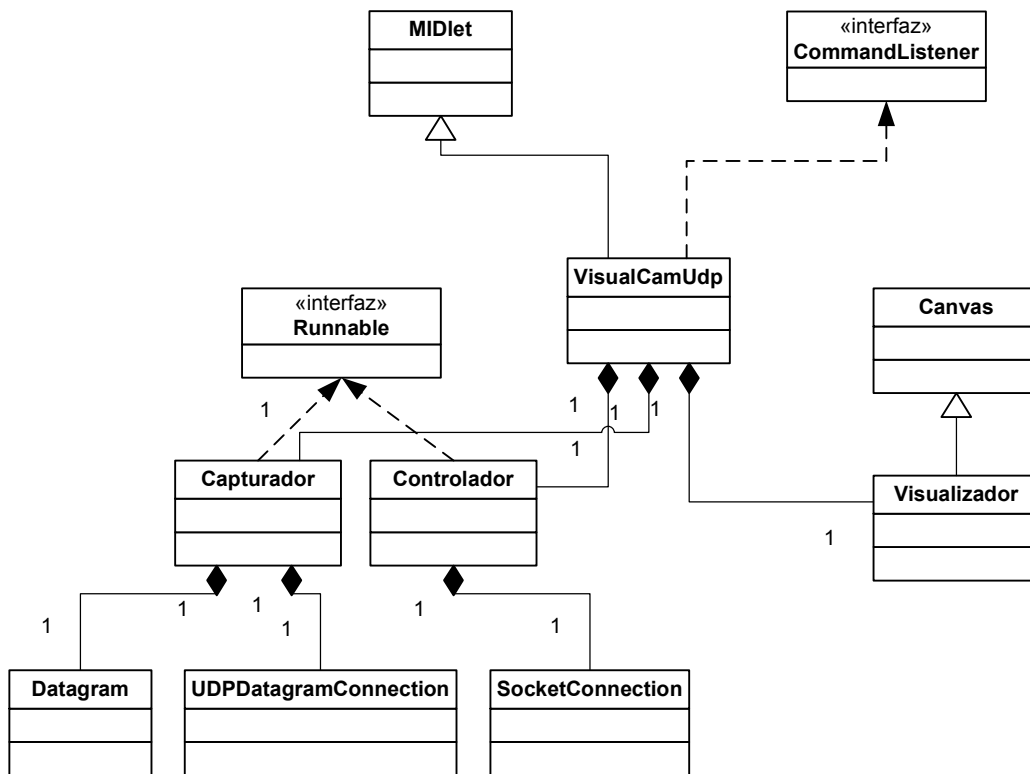 MIDlet
«interfaz»
CommandListener
VisualCamUdp
«interfaz»
Runnable
Canvas
1
1
1
1
1
Capturador
Controlador
Visualizador
1
1
1
1
1
1
1
Datagram
UDPDatagramConnection
SocketConnection